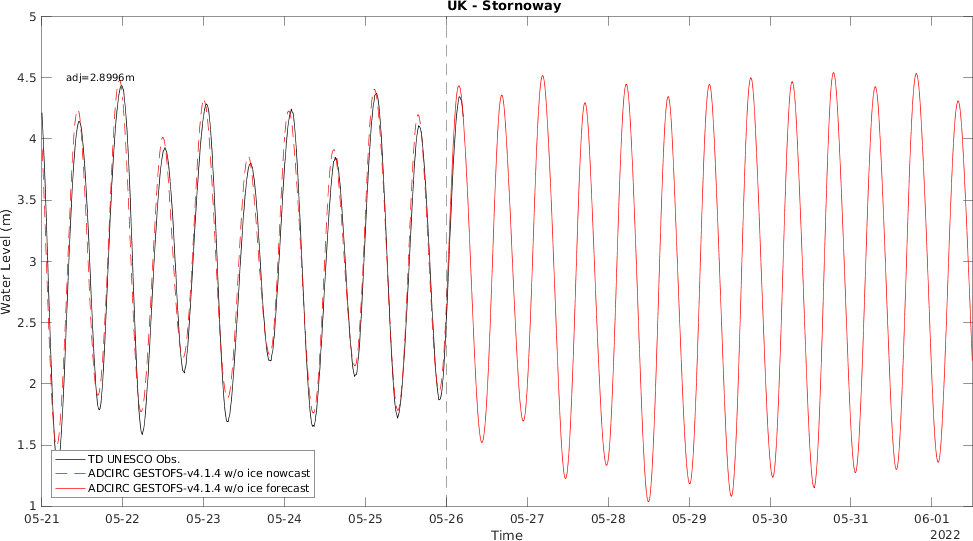 UK - Stornoway
adj=2.8996m
Water Level (m)
5
4.5
4
3.5
3
2.5
2
1.5
1
TD UNESCO Obs.
ADCIRC GESTOFS-v4.1.4 w/o ice nowcast
ADCIRC GESTOFS-v4.1.4 w/o ice forecast
05-21 05-22 05-23 05-24 05-25 05-26 05-27 05-28 05-29 05-30 05-31 06-01
Time
2022